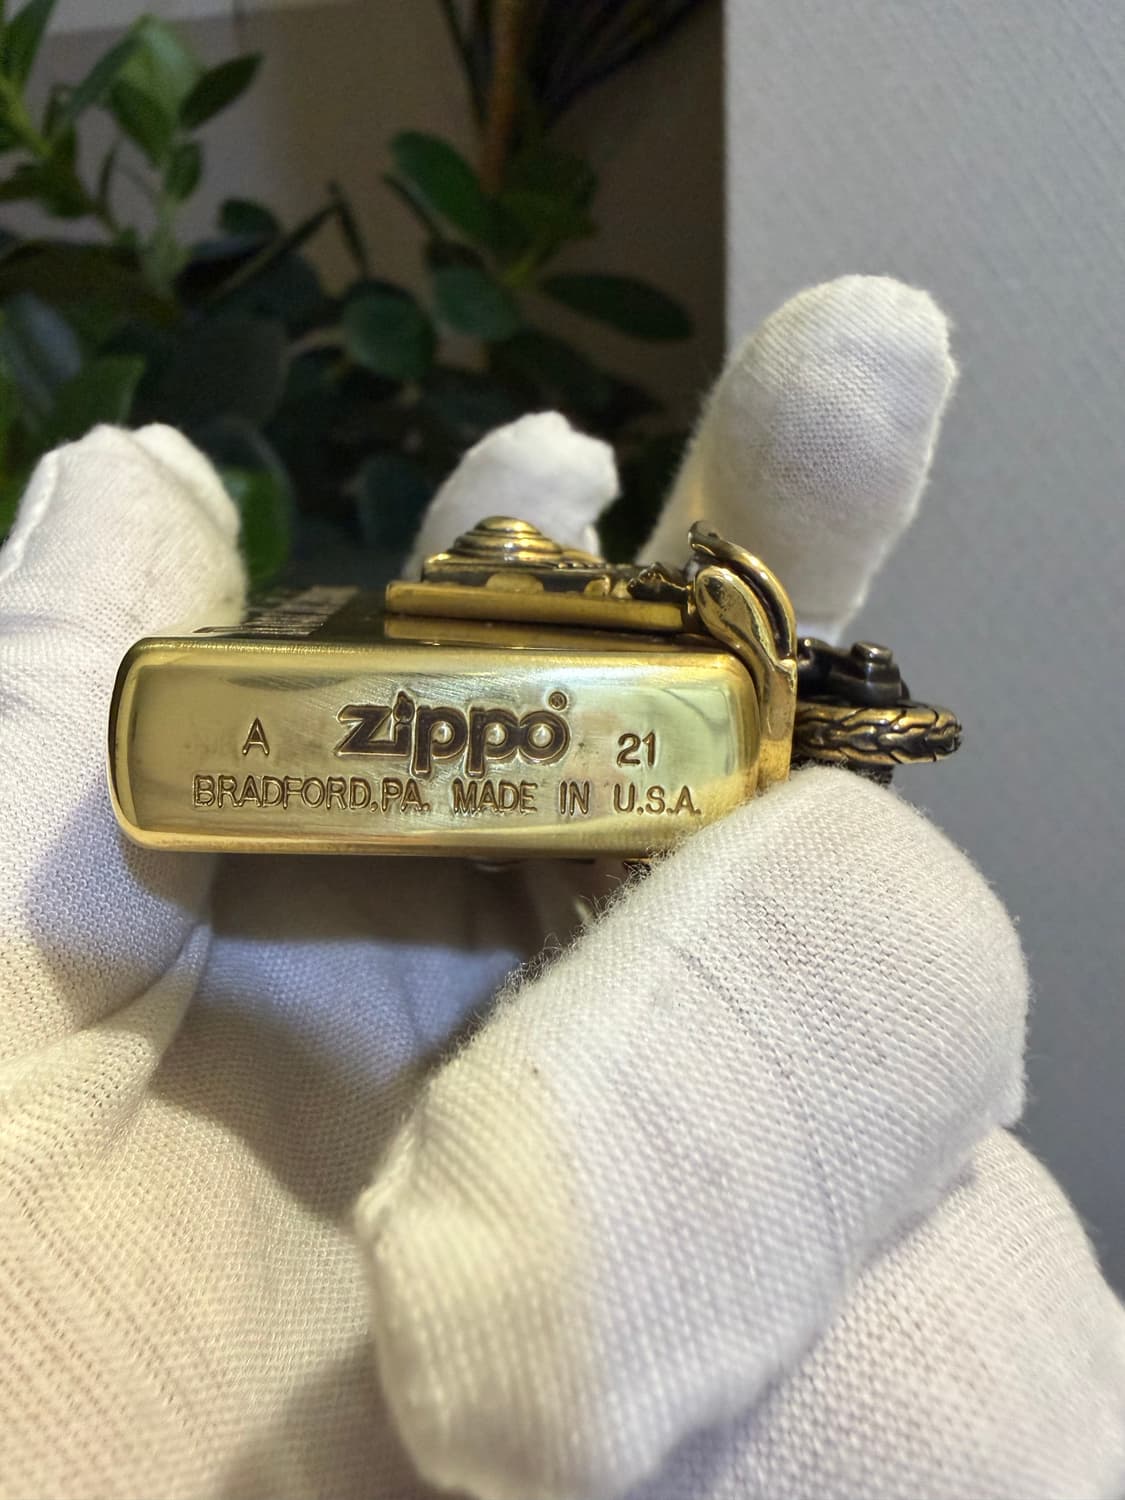 A zippo® 21
BRADFORD,PA. MADE IN U.S.A.